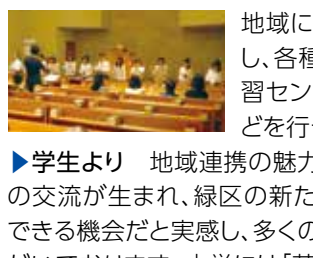 地域に
し、各種
習セン
どを行
▶学生より 地域連携の魅力
の交流が生まれ、緑区の新た
できる機会だと実感し、多くの